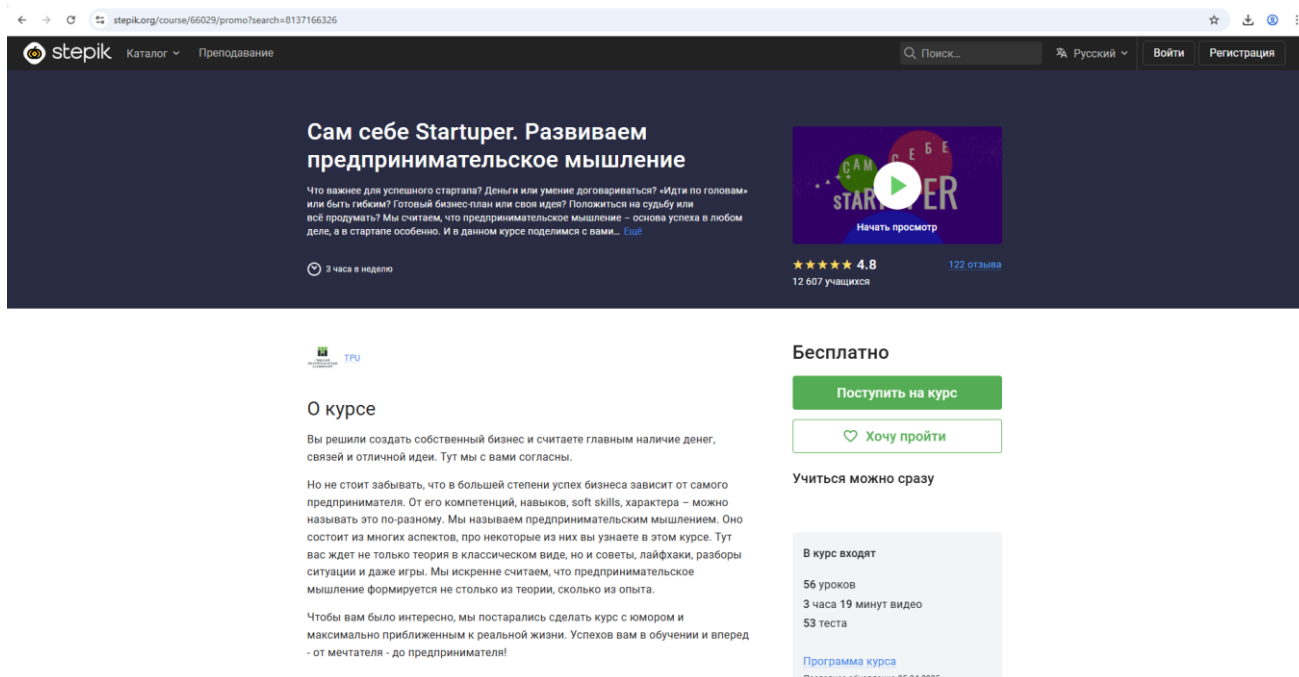 stepik.org/course/66029/promo?search=8137166326
stepik Каталог Преподавание Поиск... Русский Войти Регистрация
Сам себе Startuper. Развиваем
предпринимательское мышление
Что важнее для успешного стартапа? Деньги или умение договариваться? «Идти по головам»
или быть гибким? Готовый бизнес-план или своя идея? Положиться на судьбу или
всё продумать? Мы считаем, что предпринимательское мышление – основа успеха в любом
деле, а в стартапе особенно. И в данном курсе поделимся с вами… Ещё
3 часа в неделю
САМ СЕБЕ
STARTUPER
Начать просмотр
4.8 122 отзыва
12 607 учащихся
TPU
О курсе
Вы решили создать собственный бизнес и считаете главным наличие денег,
связей и отличной идеи. Тут мы с вами согласны.
Но не стоит забывать, что в большей степени успех бизнеса зависит от самого
предпринимателя. От его компетенций, навыков, soft skills, характера – можно
называть это по-разному. Мы называем предпринимательским мышлением. Оно
состоит из многих аспектов, про некоторые из них вы узнаете в этом курсе. Тут
вас ждет не только теория в классическом виде, но и советы, лайфхаки, разборы
ситуации и даже игры. Мы искренне считаем, что предпринимательское
мышление формируется не столько из теории, сколько из опыта.
Чтобы вам было интересно, мы постарались сделать курс с юмором и
максимально приближенным к реальной жизни. Успехов вам в обучении и вперед
- от мечтателя - до предпринимателя!
Бесплатно
Поступить на курс
Хочу пройти
Учиться можно сразу
В курс входят
56 уроков
3 часа 19 минут видео
53 теста
Программа курса